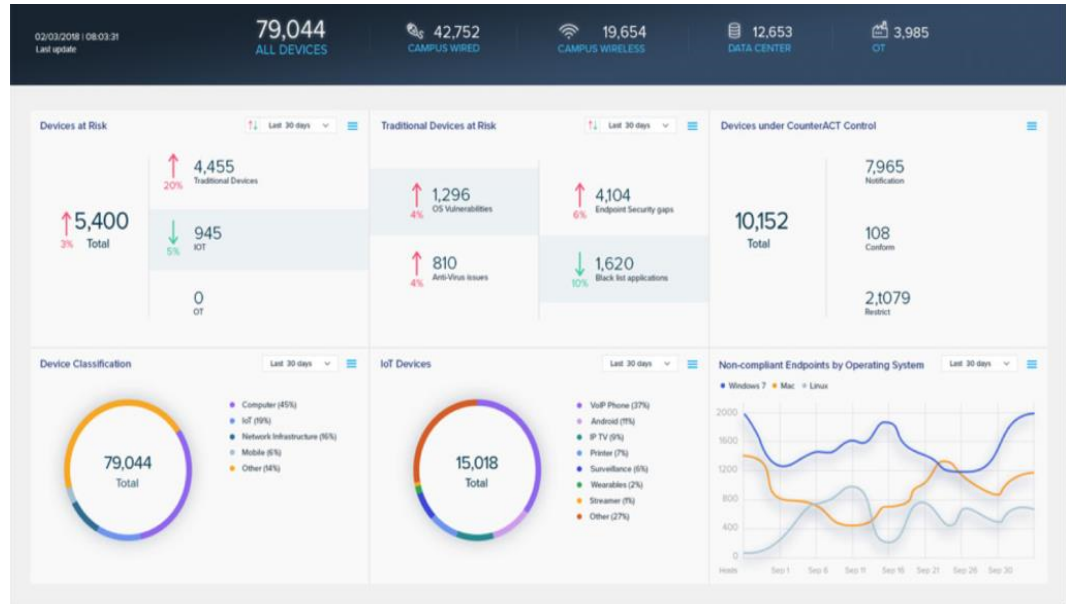 02/03/2018 | 08:03:31
Last update
79,044
ALL DEVICES
42,752
CAMPUS WIRED
19,654
CAMPUS WIRELESS
12,653
DATA CENTER
3,985
OT
Devices at Risk
Last 30 days
5,400
3% Total
4,455
Traditional Devices
20%
945
IOT
5%
0
OT
Traditional Devices at Risk
Last 30 days
1,296
OS Vulnerabilities
4%
4,104
Endpoint Security gaps
6%
810
Anti-Virus issues
4%
1,620
Black list applications
10%
Devices under CounterACT Control
10,152
Total
7,965
Notification
108
Conform
2,1079
Restrict
Device Classification
Last 30 days
79,044
Total
Computer (45%)
IoT (19%)
Network Infrastructure (16%)
Mobile (6%)
Other (14%)
IoT Devices
Last 30 days
15,018
Total
VoIP Phone (37%)
Android (11%)
IP TV (9%)
Printer (7%)
Surveillance (6%)
Wearables (2%)
Streamer (1%)
Other (27%)
Non-compliant Endpoints by Operating System
Last 30 days
Windows 7 Mac Linux
2000
1600
1200
800
400
0
Hosts Sep 1 Sep 6 Sep 11 Sep 16 Sep 21 Sep 26 Sep 30